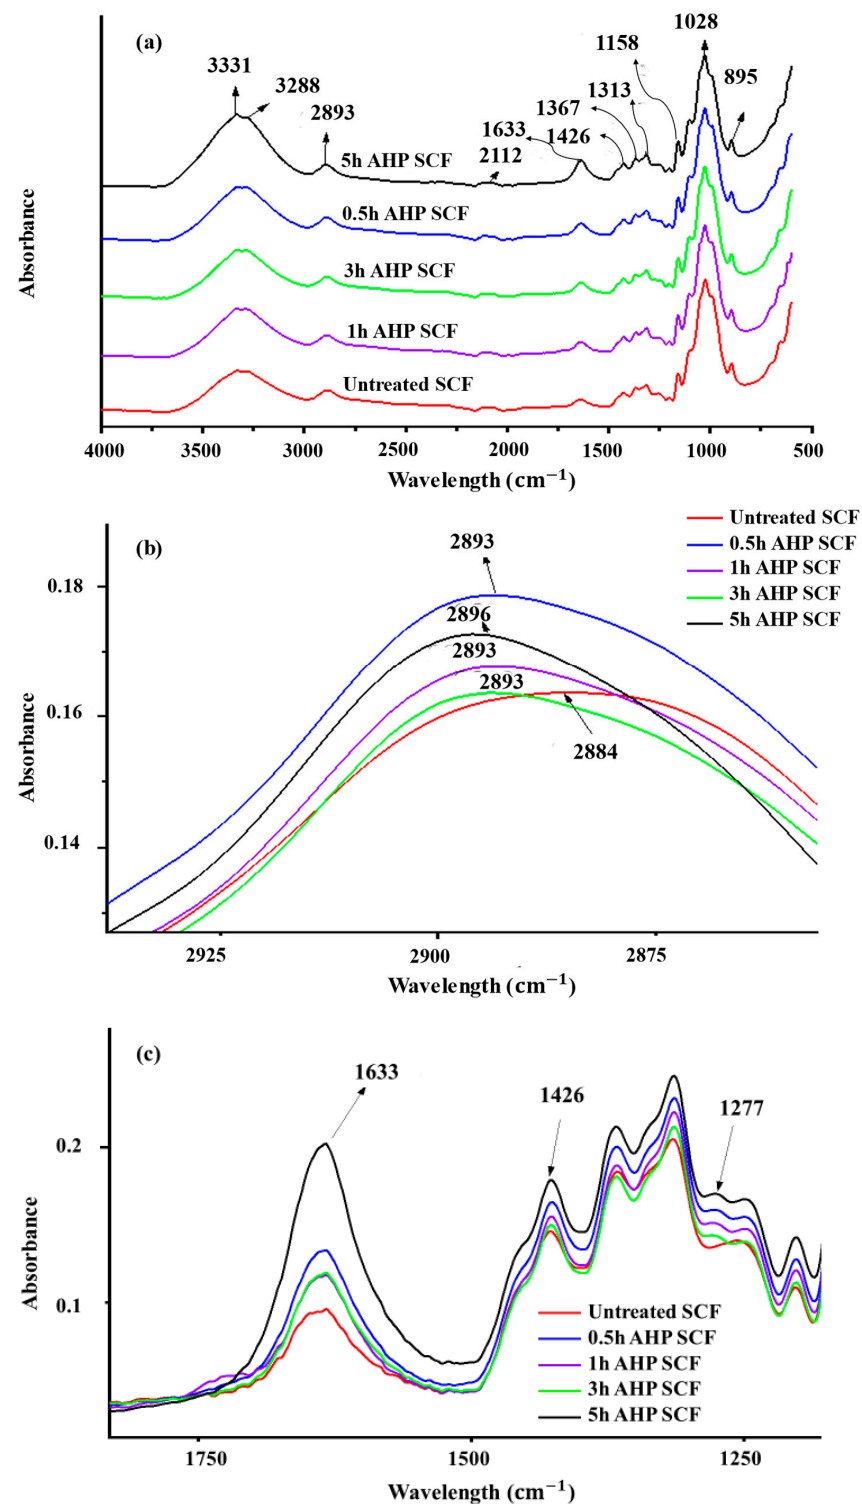 (a)
1028
1158
3331
3288
895
1313
2893
1367
1633
1426
2112
5h AHP SCF
0.5h AHP SCF
3h AHP SCF
1h AHP SCF
Untreated SCF
Absorbance
4000 3500 3000 2500 2000 1500 1000 500
Wavelength (cm⁻¹)
(b)
Untreated SCF
0.5h AHP SCF
1h AHP SCF
3h AHP SCF
5h AHP SCF
2893
2896
2893
2893
2884
0.18
0.16
0.14
Absorbance
2925 2900 2875
Wavelength (cm⁻¹)
(c)
1633
1426
1277
0.2
0.1
Absorbance
Untreated SCF
0.5h AHP SCF
1h AHP SCF
3h AHP SCF
5h AHP SCF
1750 1500 1250
Wavelength (cm⁻¹)